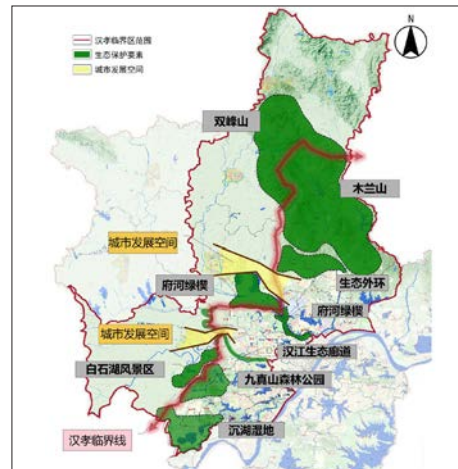 汉孝临界区范围
生态保护要素
城市发展空间
N
双峰山
木兰山
城市发展空间
生态外环
府河绿楔
府河绿楔
城市发展空间
汉江生态廊道
白石湖风景区
九真山森林公园
沉湖湿地
汉孝临界线